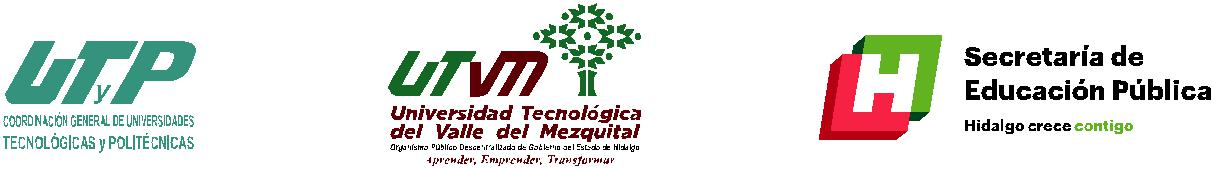 UTyP
COORDINACIÓN GENERAL DE UNIVERSIDADES
TECNOLÓGICAS y POLITÉCNICAS
UTVM
Universidad Tecnológica
del Valle del Mezquital
Organismo Público Descentralizado de Gobierno del Estado de Hidalgo
Aprender, Emprender, Transformar
H
Secretaría de
Educación Pública
Hidalgo crece contigo